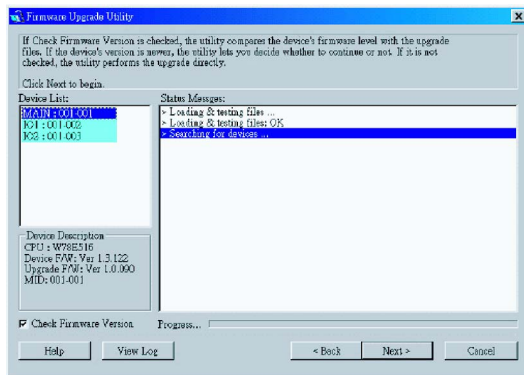 Firmware Upgrade Utility
If Check Firmware Version is checked, the utility compares the device's firmware level with the upgrade
files. If the device's version is newer, the utility lets you decide whether to continue or not. If it is not
checked, the utility performs the upgrade directly.
Click Next to begin.
Device List:
Status Messges:
MAIN : 001-001
IO1 : 001-002
IO2 : 001-003
> Loading & testing files ...
> Loading & testing files: OK
> Searching for devices ...
Device Description
CPU : W78E516
Device F/W: Ver 1.3.122
Upgrade F/W: Ver 1.0.090
MID: 001-001
Check Firmware Version
Progress...
Help
View Log
< Back
Next >
Cancel